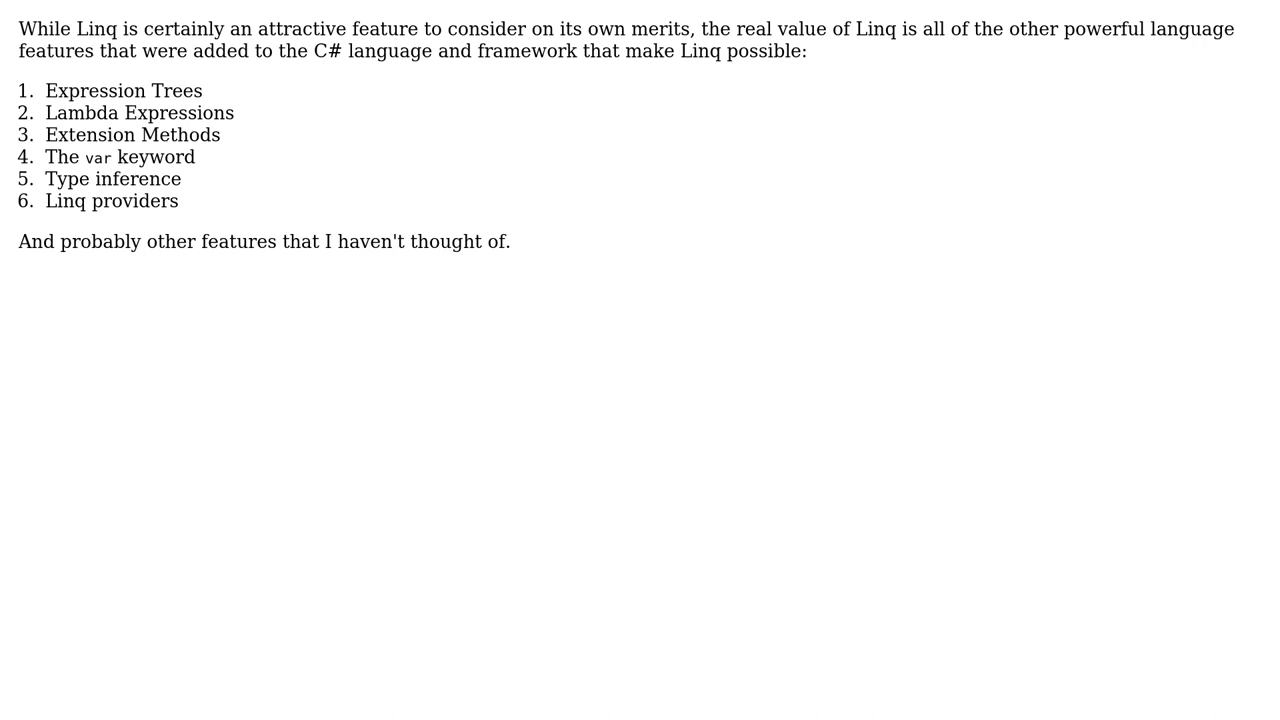 While Linq is certainly an attractive feature to consider on its own merits, the real value of Linq is all of the other powerful language
features that were added to the C# language and framework that make Linq possible:
1. Expression Trees
2. Lambda Expressions
3. Extension Methods
4. The var keyword
5. Type inference
6. Linq providers
And probably other features that I haven't thought of.